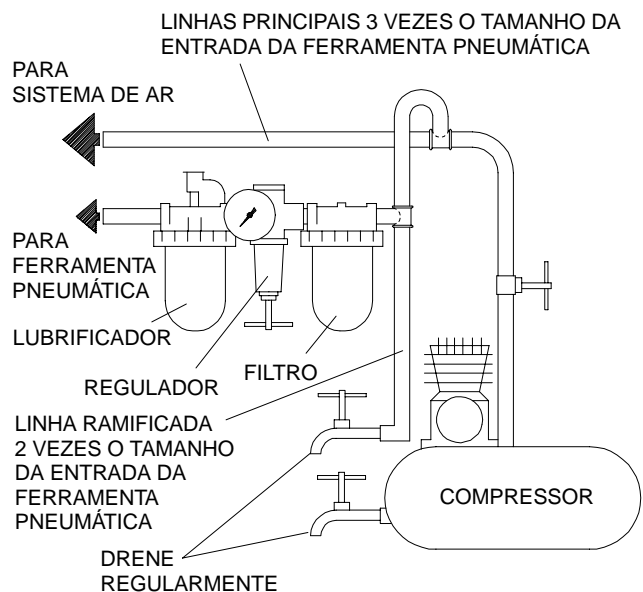 LINHAS PRINCIPAIS 3 VEZES O TAMANHO DA
ENTRADA DA FERRAMENTA PNEUMÁTICA
PARA
SISTEMA DE AR
PARA
FERRAMENTA
PNEUMÁTICA
LUBRIFICADOR
REGULADOR
FILTRO
LINHA RAMIFICADA
2 VEZES O TAMANHO
DA ENTRADA DA
FERRAMENTA
PNEUMÁTICA
COMPRESSOR
DRENE
REGULARMENTE